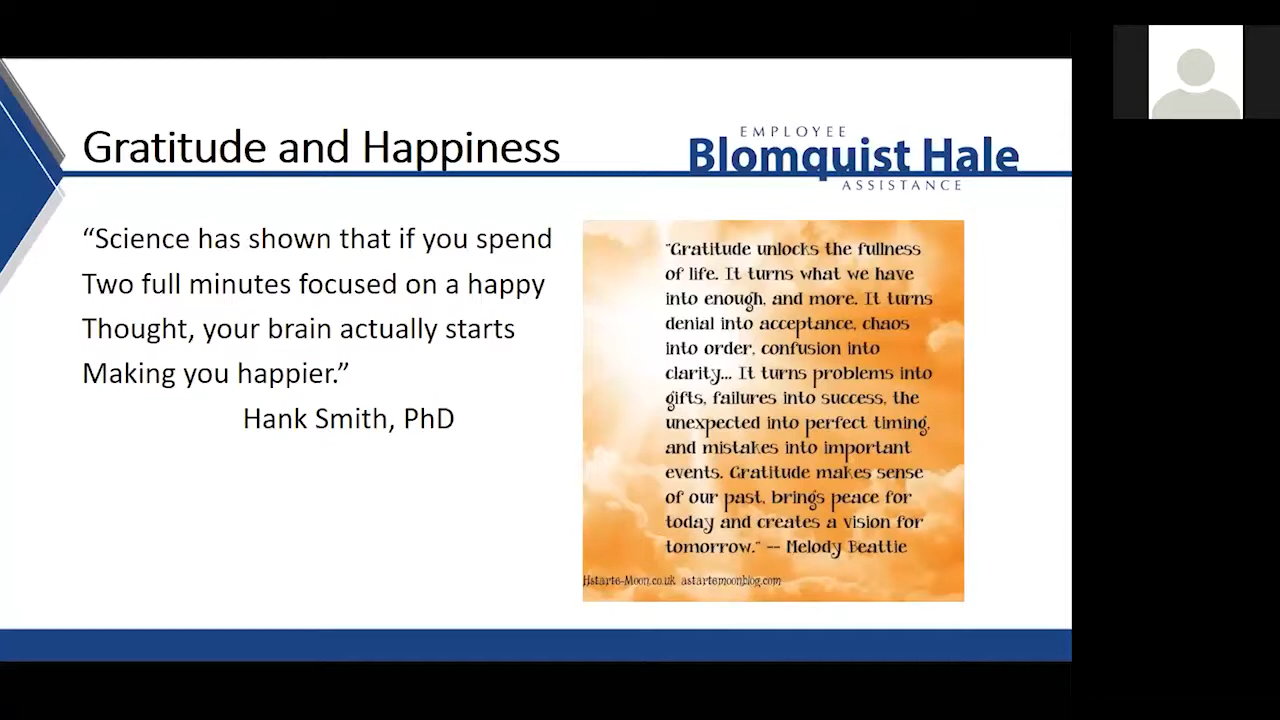 Gratitude and Happiness
EMPLOYEE
Blomquist Hale
ASSISTANCE
“Science has shown that if you spend
Two full minutes focused on a happy
Thought, your brain actually starts
Making you happier.”
Hank Smith, PhD
"Gratitude unlocks the fullness
of life. It turns what we have
into enough, and more. It turns
denial into acceptance, chaos
into order, confusion into
clarity... It turns problems into
gifts, failures into success, the
unexpected into perfect timing,
and mistakes into important
events. Gratitude makes sense
of our past, brings peace for
today and creates a vision for
tomorrow." -- Melody Beattie
Astarte-Moon.co.uk astartemoonblog.com